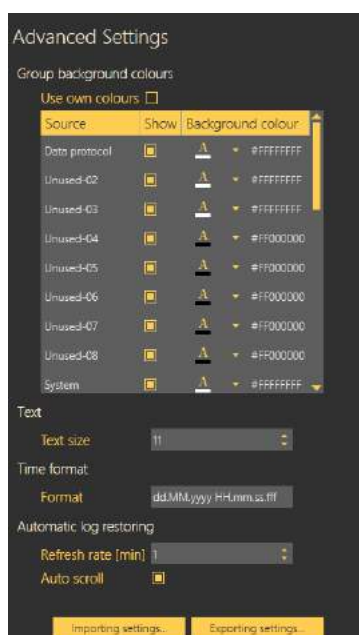 Advanced Settings
Group background colours
Use own colours
Source Show Background colour
Data protocol A #FFFFFFFF
Unused-02 A #FFFFFFFF
Unused-03 A #FFFFFFFF
Unused-04 A #FF000000
Unused-05 A #FF000000
Unused-06 A #FF000000
Unused-07 A #FF000000
Unused-08 A #FF000000
System A #FFFFFFFF
Text
Text size 11
Time format
Format dd.MM.yyyy HH.mm.ss.fff
Automatic log restoring
Refresh rate [min] 1
Auto scroll
Importing settings... Exporting settings...